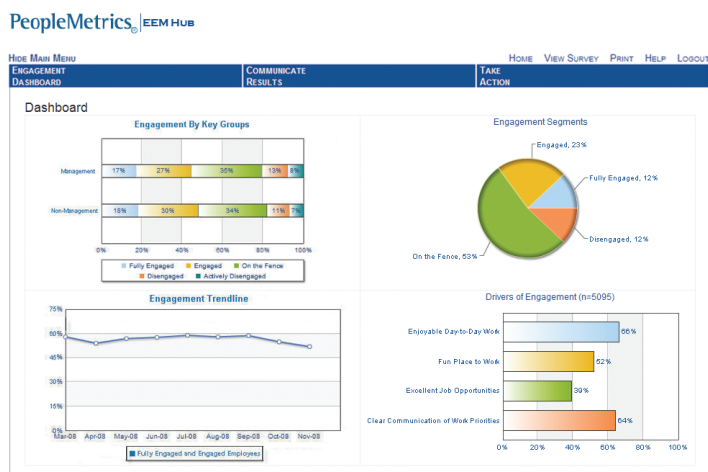 PeopleMetrics® EEM HUB
HIDE MAIN MENU
HOME VIEW SURVEY PRINT HELP LOGOUT
ENGAGEMENT DASHBOARD
COMMUNICATE RESULTS
TAKE ACTION
Dashboard
Engagement By Key Groups
Management 17% 27% 35% 13% 8%
Non-Management 18% 30% 34% 11% 7%
0% 20% 40% 60% 80% 100%
Fully Engaged Engaged On the Fence
Disengaged Actively Disengaged
Engagement Segments
Engaged, 23%
Fully Engaged, 12%
Disengaged, 12%
On the Fence, 53%
Engagement Trendline
75%
60%
45%
30%
15%
0%
Mar-08 Apr-08 May-08 Jun-08 Jul-08 Aug-08 Sep-08 Oct-08 Nov-08
Fully Engaged and Engaged Employees
Drivers of Engagement (n=5095)
Enjoyable Day-to-Day Work 66%
Fun Place to Work 52%
Excellent Job Opportunities 39%
Clear Communication of Work Priorities 64%
0% 20% 40% 60% 80% 100%